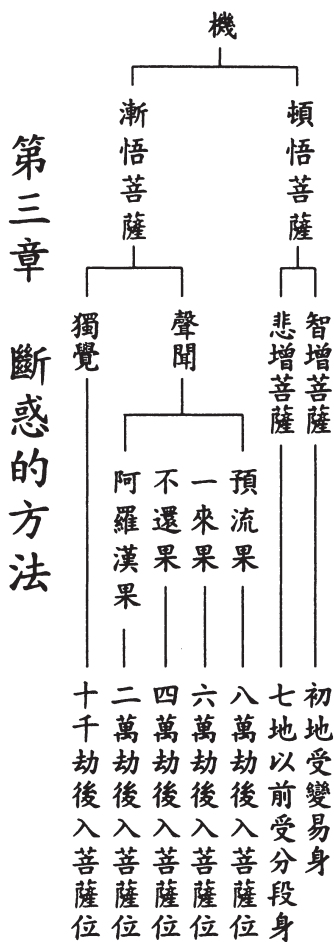 機
頓悟菩薩
智增菩薩
初地受變易身
悲增菩薩
七地以前受分段身
漸悟菩薩
聲聞
預流果
八萬劫後入菩薩位
一來果
六萬劫後入菩薩位
不還果
四萬劫後入菩薩位
阿羅漢果
二萬劫後入菩薩位
獨覺
十千劫後入菩薩位
第三章 斷惑的方法